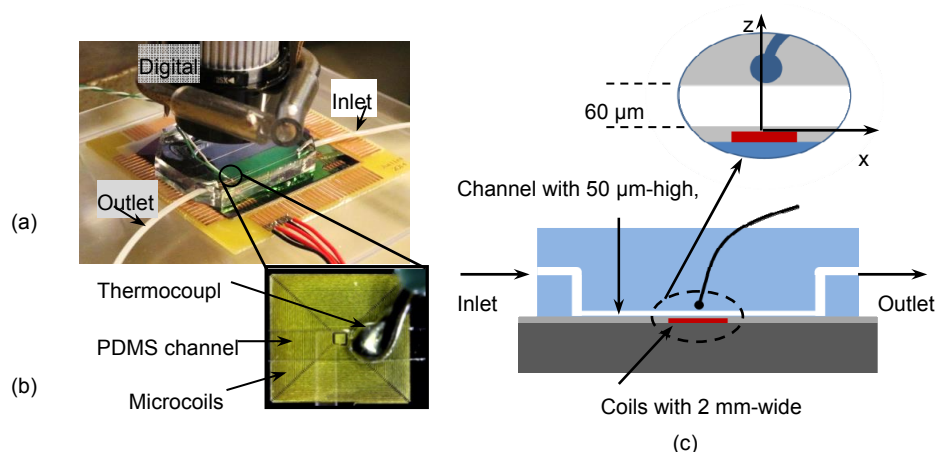 Digital
Inlet
Outlet
(a)
Thermocoupl
PDMS channel
Microcoils
(b)
z
60 µm
x
Channel with 50 µm-high,
Inlet
Outlet
Coils with 2 mm-wide
(c)